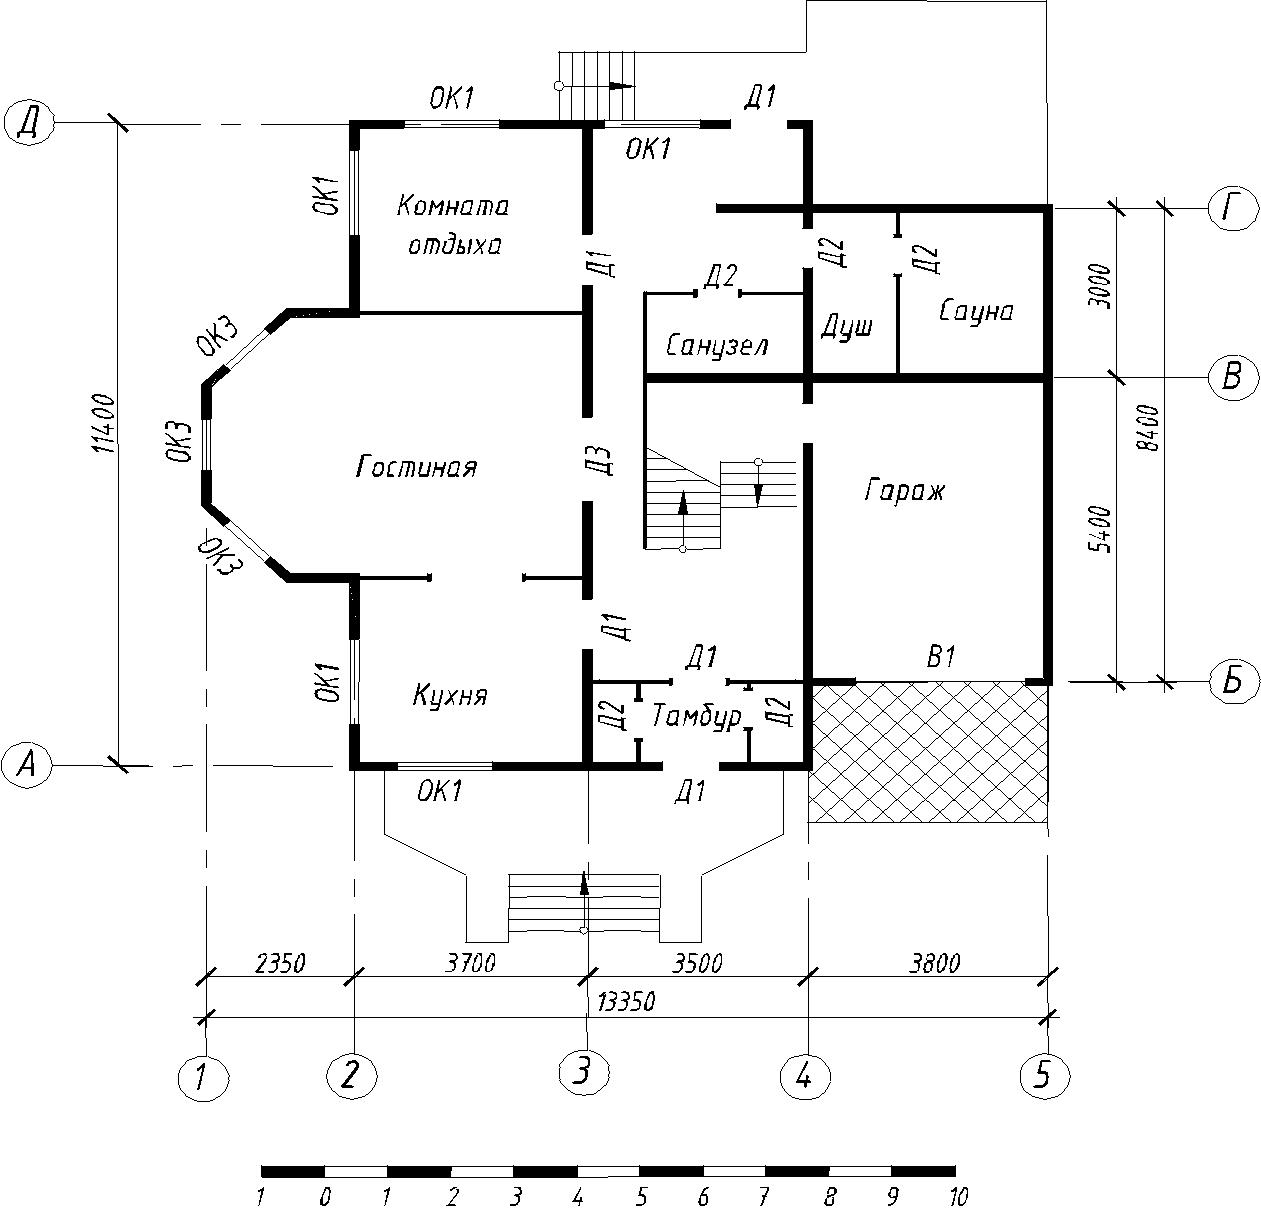 ОК1
Д1
Д
ОК1
ОК1
Комната
отдыха
Г
Д1
Д2
Д2
Д2
3000
ОК3
Санузел
Душ
Сауна
В
11400
ОК3
Гостиная
Д3
Гараж
8400
5400
ОК3
Д1
Д1
В1
Б
ОК1
Кухня
Д2
Тамбур
Д2
А
ОК1
Д1
2350
3700
3500
3800
13350
1
2
3
4
5
1 0 1 2 3 4 5 6 7 8 9 10